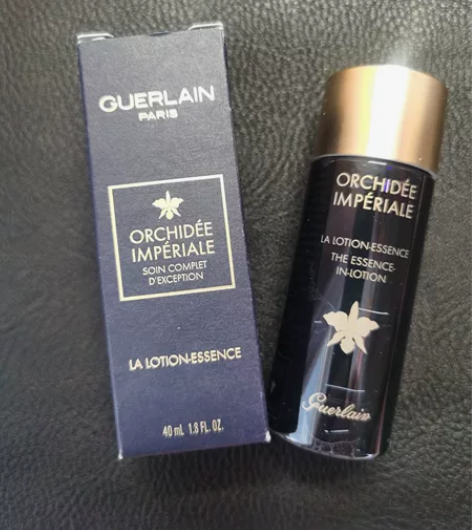 GUERLAIN
PARIS
ORCHIDÉE
IMPÉRIALE
SOIN COMPLET
D'EXCEPTION
LA LOTION-ESSENCE
40 mL 1.3 FL. OZ.
ORCHIDÉE
IMPÉRIALE
LA LOTION-ESSENCE
THE ESSENCE-
IN-LOTION
Guerlain